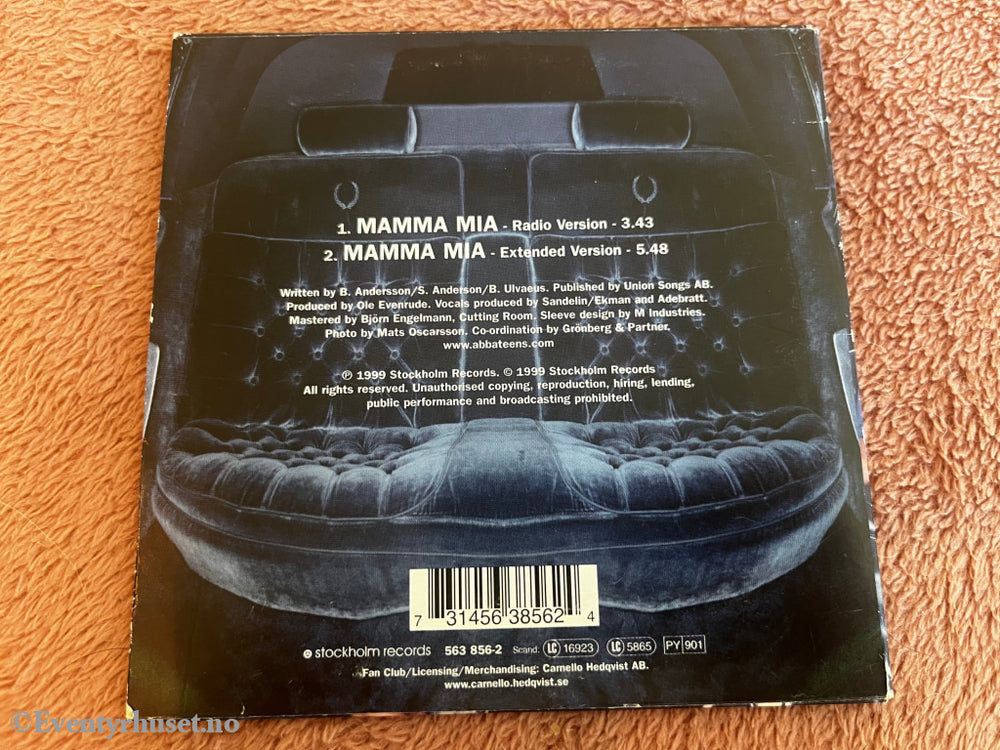 1. MAMMA MIA - Radio Version - 3.43
2. MAMMA MIA - Extended Version - 5.48
Written by B. Andersson/S. Anderson/B. Ulvaeus. Published by Union Songs AB.
Produced by Ole Evenrude. Vocals produced by Sandelin/Ekman and Adebratt.
Mastered by Björn Engelmann, Cutting Room. Sleeve design by M Industries.
Photo by Mats Oscarsson. Co-ordination by Grönberg & Partner.
www.abbateens.com
℗ 1999 Stockholm Records. © 1999 Stockholm Records
All rights reserved. Unauthorised copying, reproduction, hiring, lending,
public performance and broadcasting prohibited.
7 31456 38562 4
stockholm records 563 856-2 Scand. LC 16923 LC 5865 PY 901
Fan Club/Licensing/Merchandising: Carnello Hedqvist AB.
www.carnello.hedqvist.se
©Eventyrhuset.no